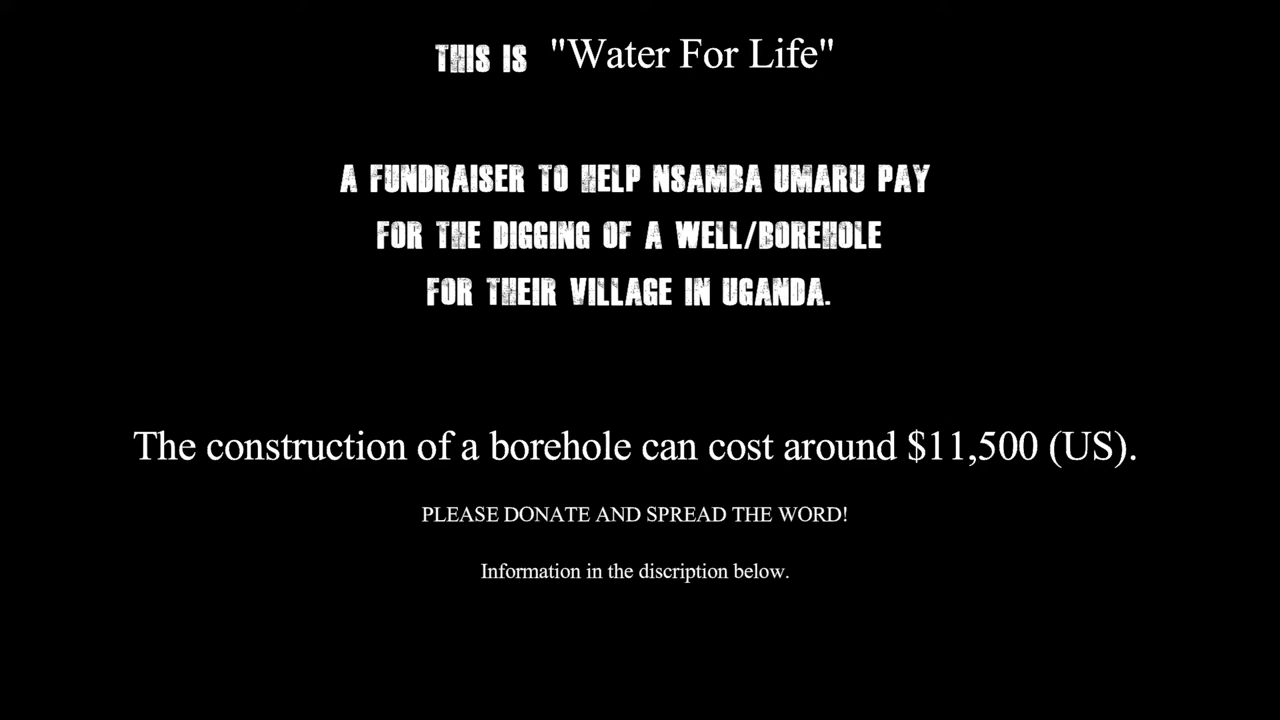 THIS IS "Water For Life"
A FUNDRAISER TO HELP NSAMBA UMARU PAY
FOR THE DIGGING OF A WELL/BOREHOLE
FOR THEIR VILLAGE IN UGANDA.
The construction of a borehole can cost around $11,500 (US).
PLEASE DONATE AND SPREAD THE WORD!
Information in the discription below.